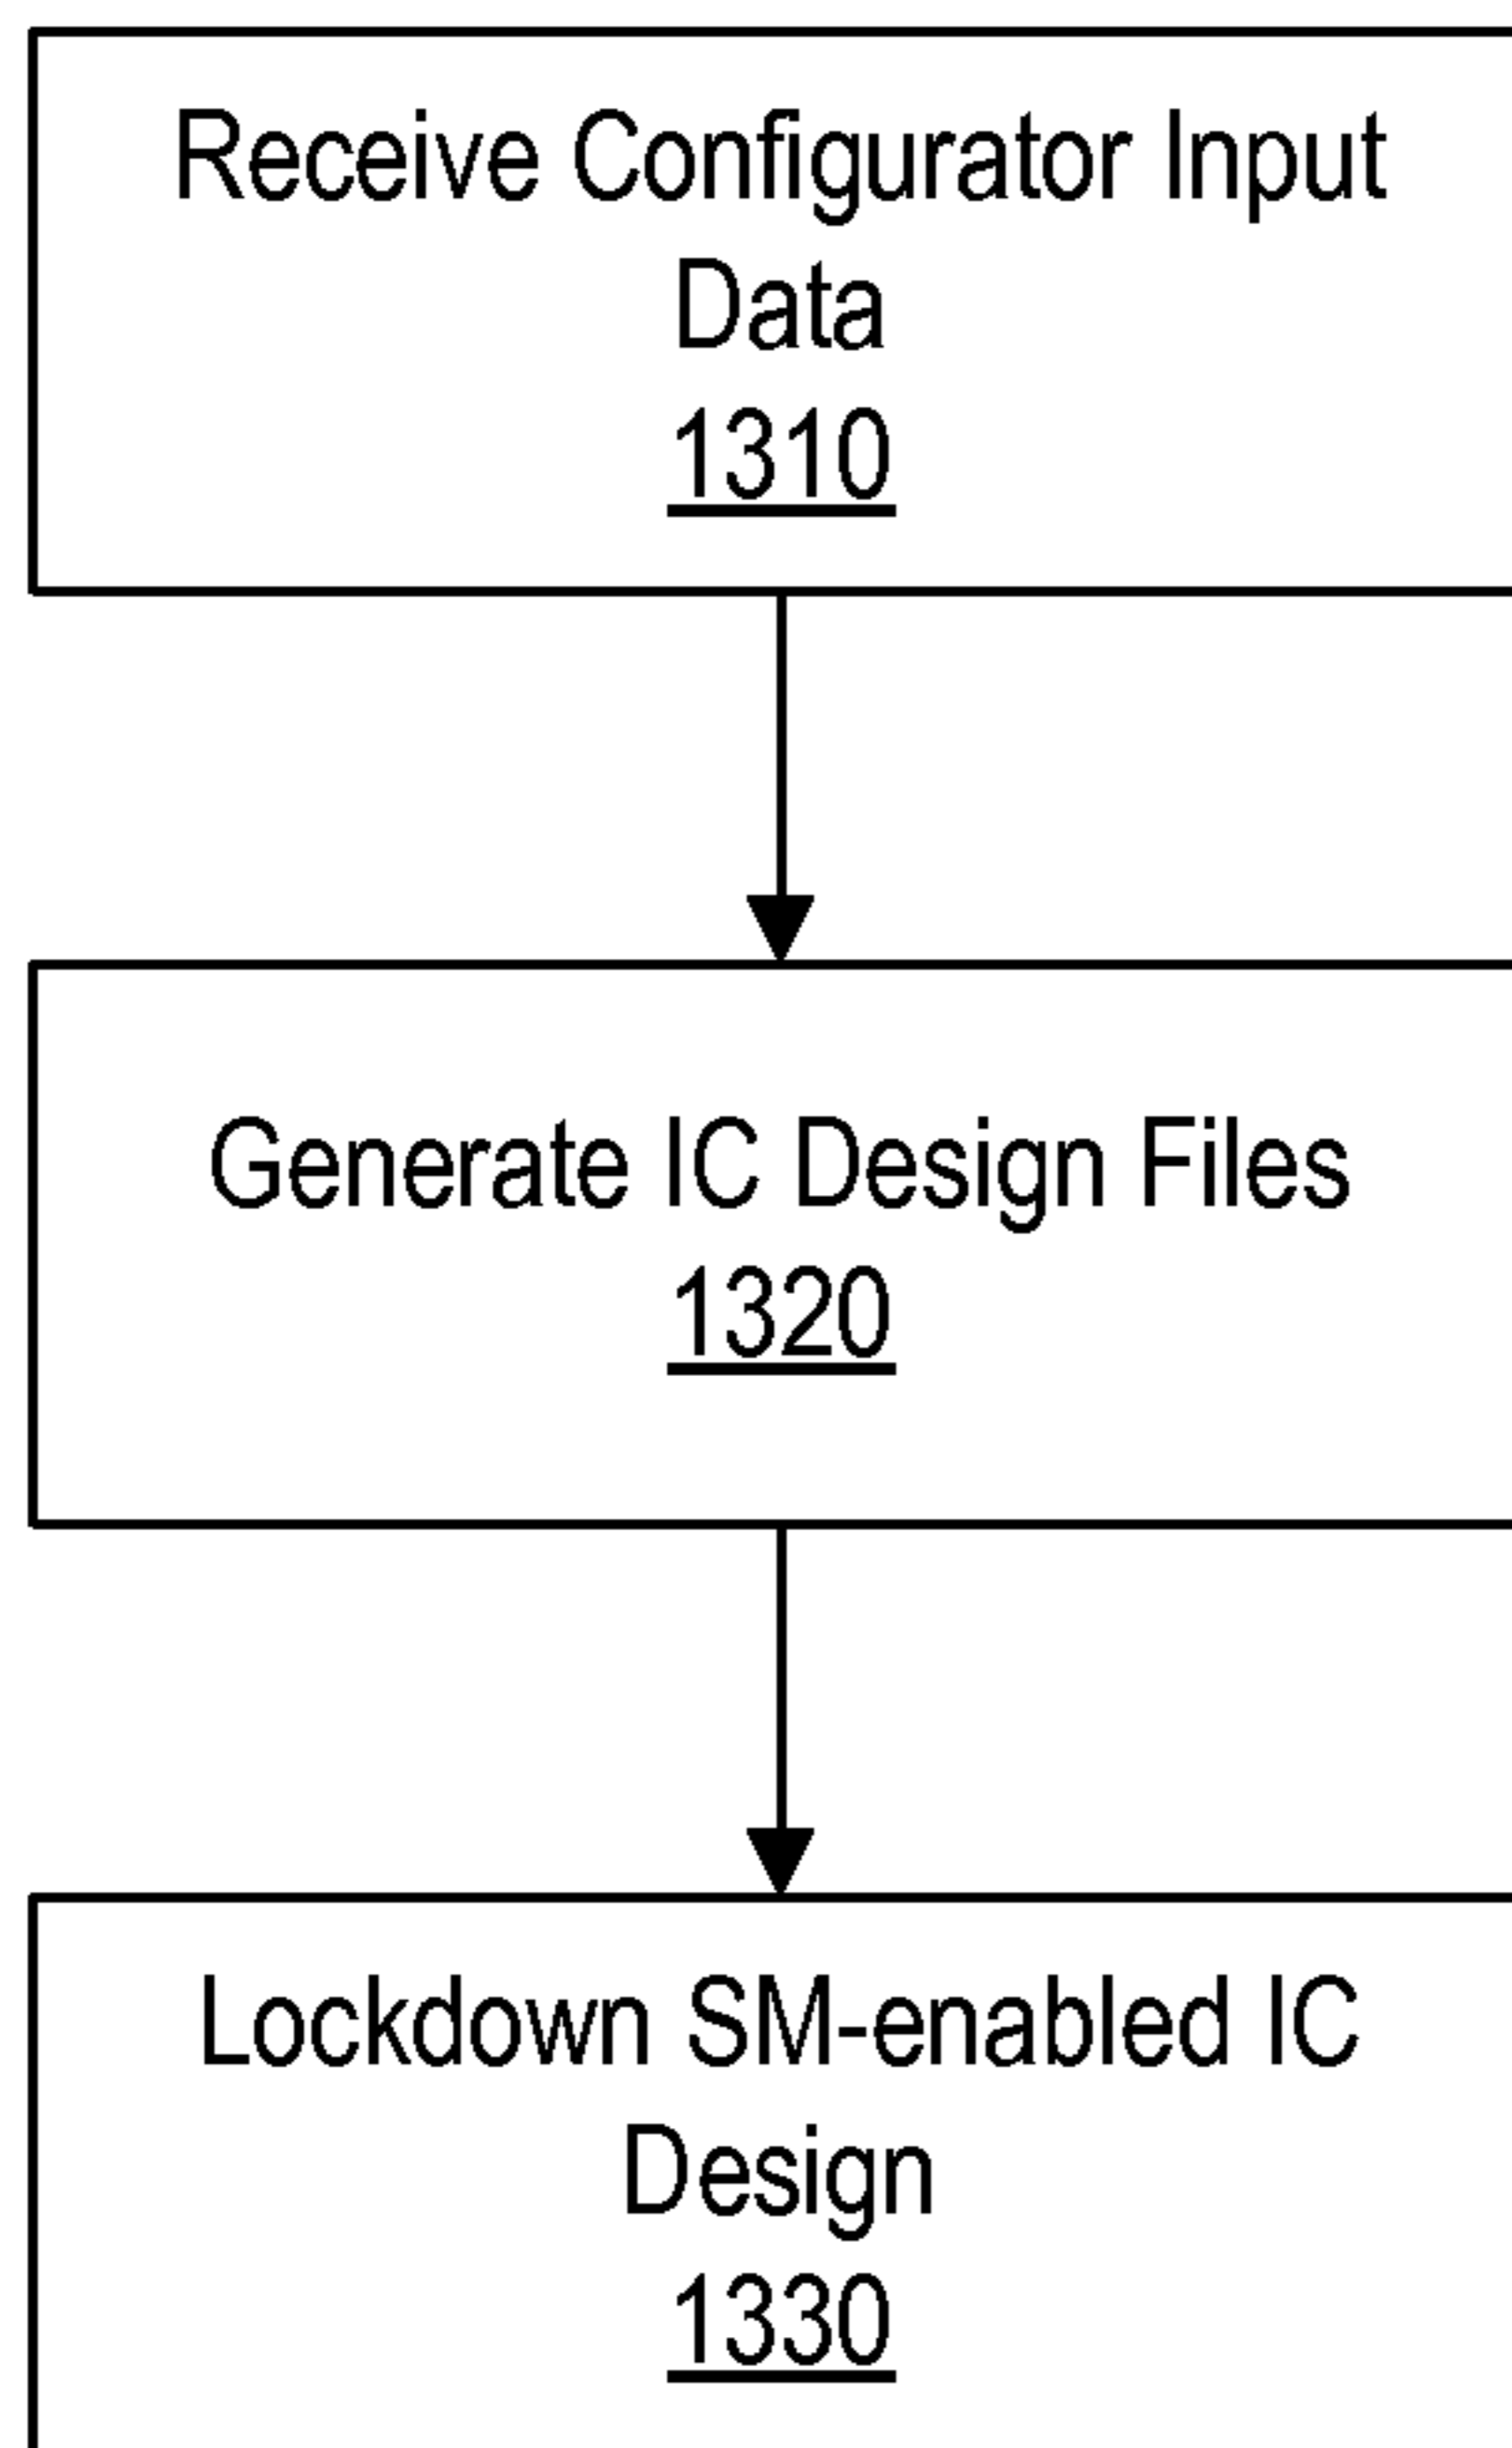 Receive Configurator Input
Data
1310
Generate IC Design Files
1320
Lockdown SM-enabled IC
Design
1330